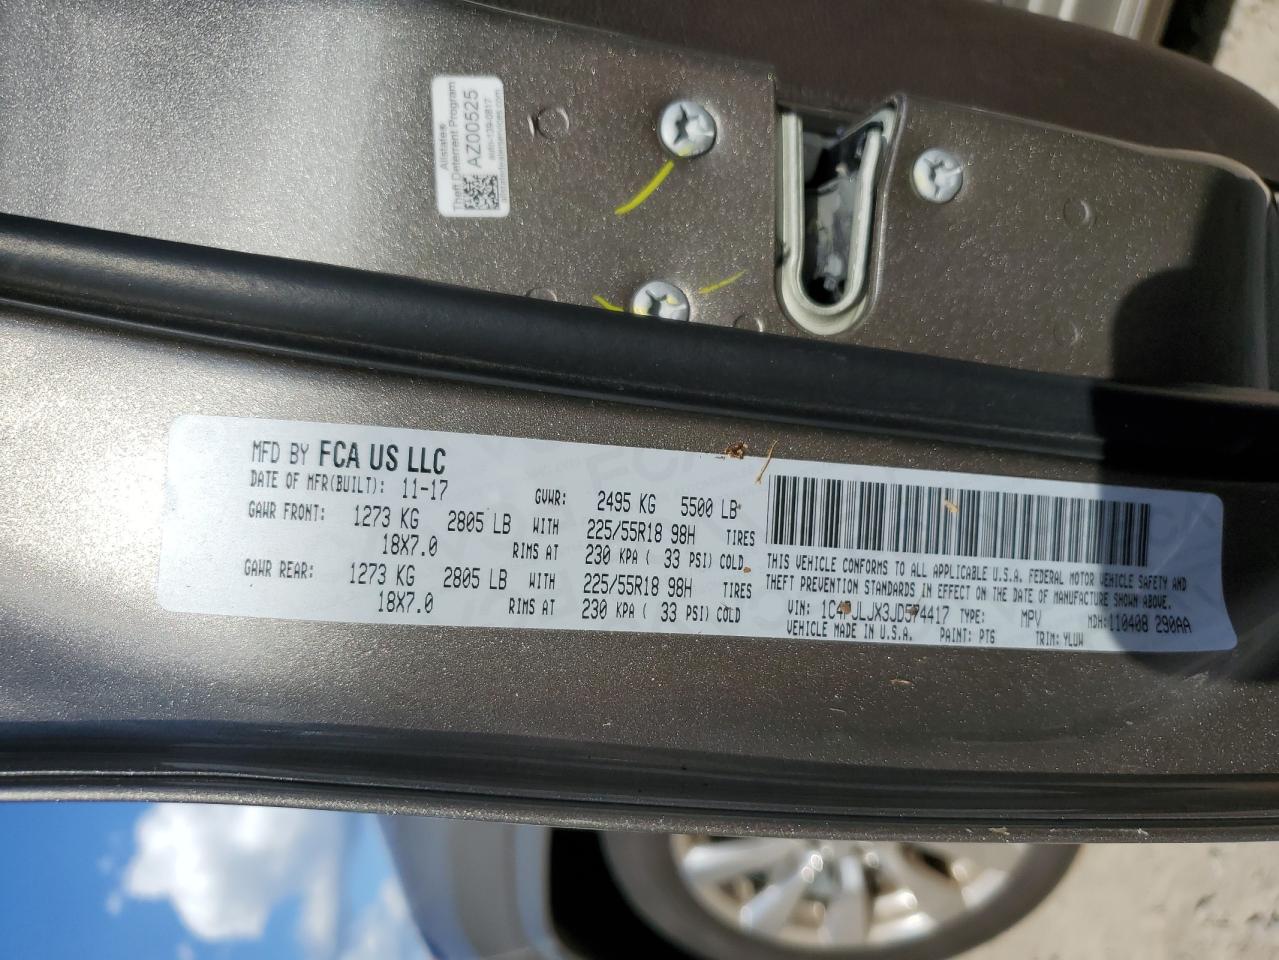 Allstate®
Theft Deterrent Program
AZ00525
MFD BY FCA US LLC
DATE OF MFR(BUILT): 11-17 GVWR: 2495 KG 5500 LB
GAWR FRONT: 1273 KG 2805 LB WITH 225/55R18 98H TIRES
18X7.0 RIMS AT 230 KPA ( 33 PSI) COLD
GAWR REAR: 1273 KG 2805 LB WITH 225/55R18 98H TIRES
18X7.0 RIMS AT 230 KPA ( 33 PSI) COLD
THIS VEHICLE CONFORMS TO ALL APPLICABLE U.S.A. FEDERAL MOTOR VEHICLE SAFETY AND
THEFT PREVENTION STANDARDS IN EFFECT ON THE DATE OF MANUFACTURE SHOWN ABOVE.
VIN: TYPE: MPV MDH: 110408 290AA
VEHICLE MADE IN U.S.A. PAINT: PTG TRIM: YLUW